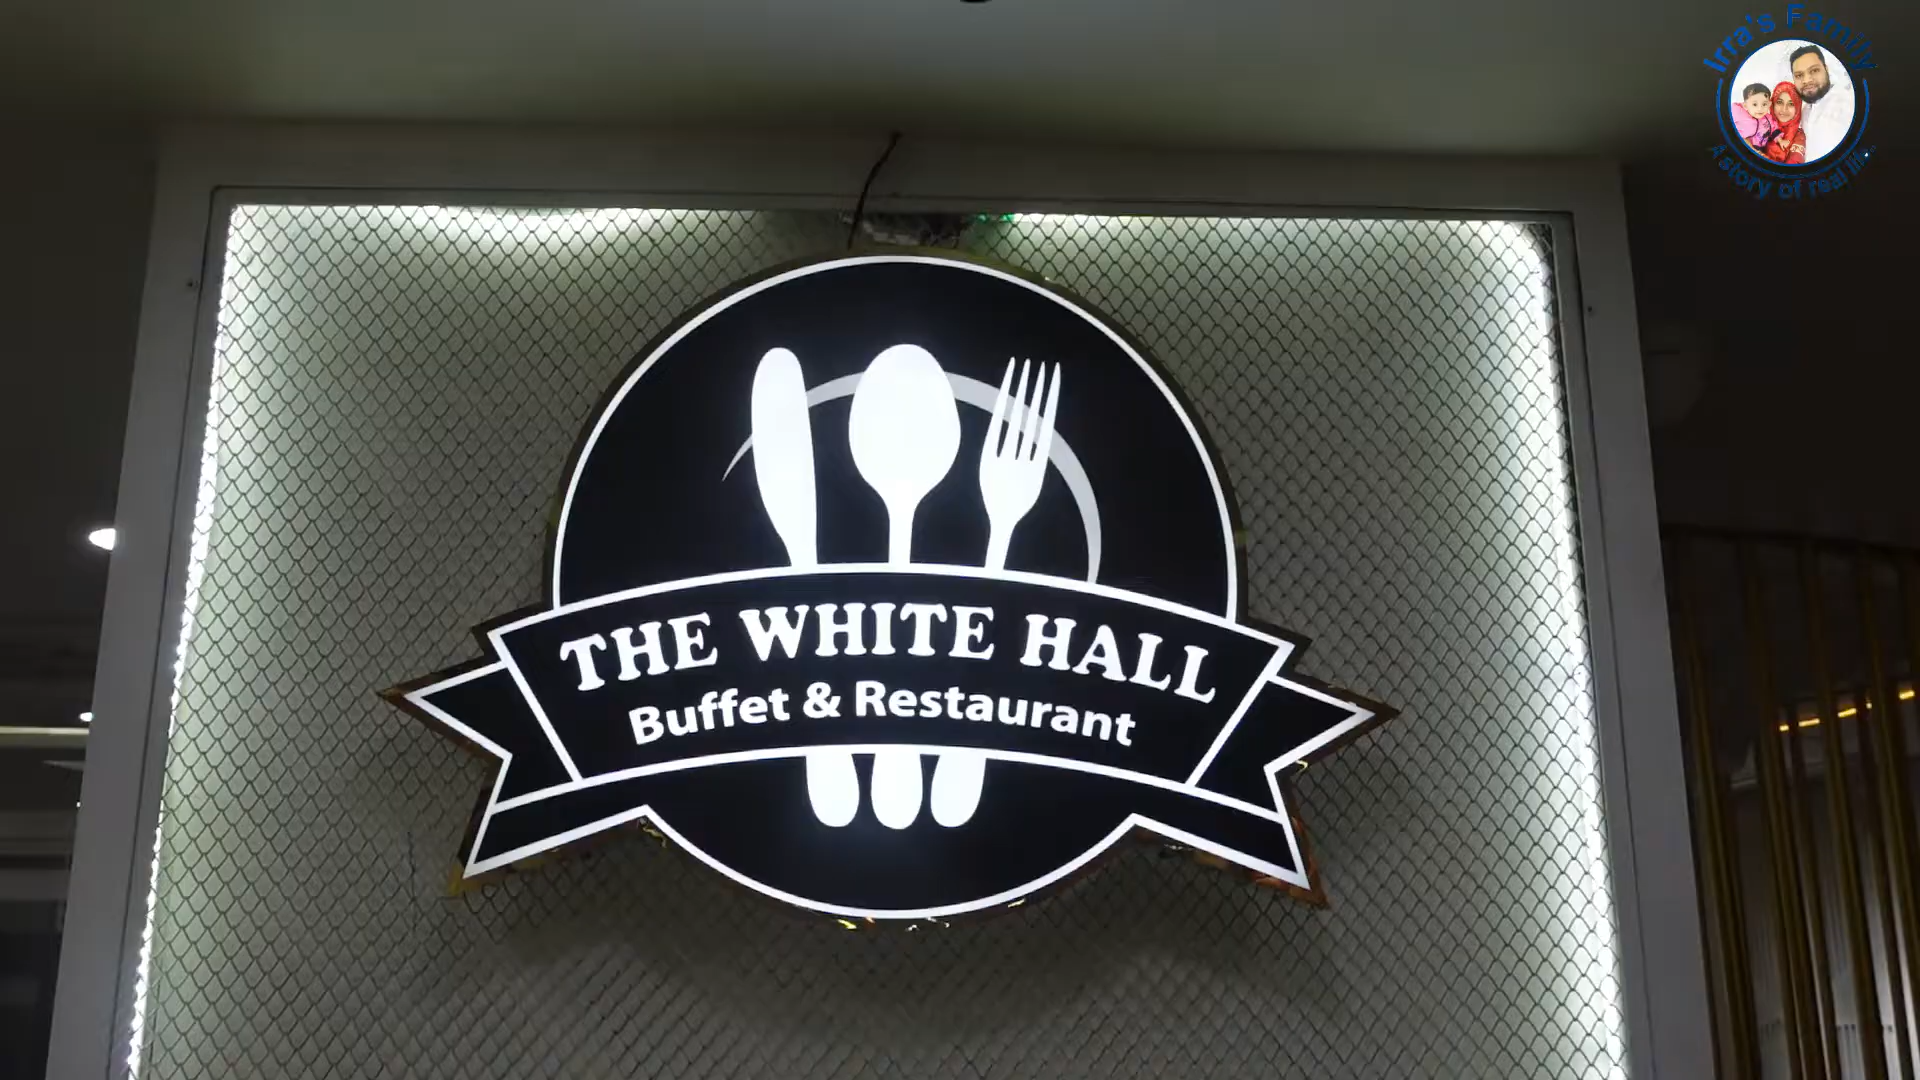 Irra's Family
A story of real life
THE WHITE HALL
Buffet & Restaurant